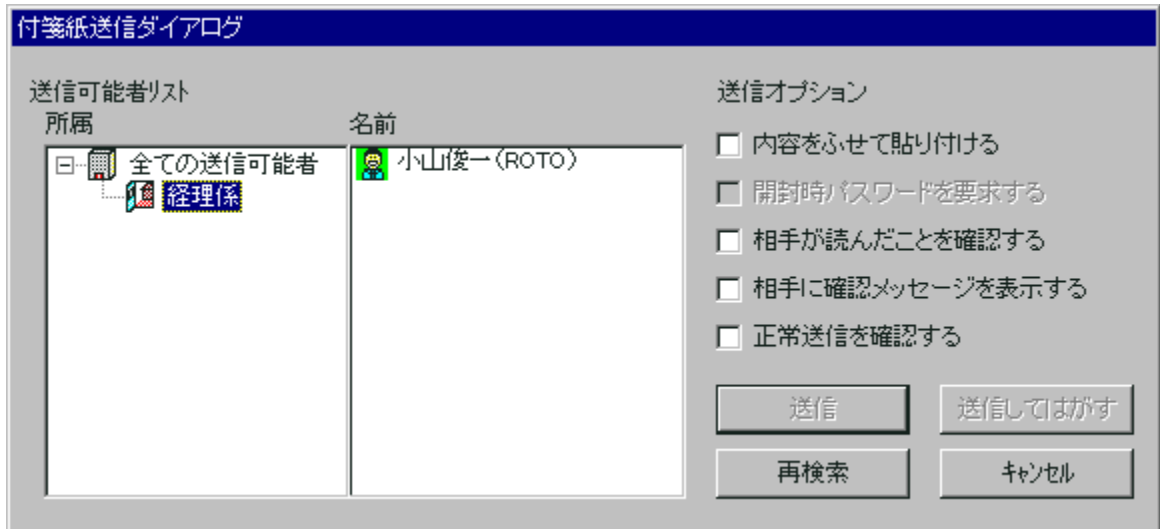 付箋紙送信ダイアログ
送信可能者ﾘｽﾄ
所属
名前
全ての送信可能者
経理係
小山俊一(ROTO)
送信オプション
内容をふせて貼り付ける
開封時パスワードを要求する
相手が読んだことを確認する
相手に確認メッセージを表示する
正常送信を確認する
送信
送信してはがす
再検索
ｷｬﾝｾﾙ